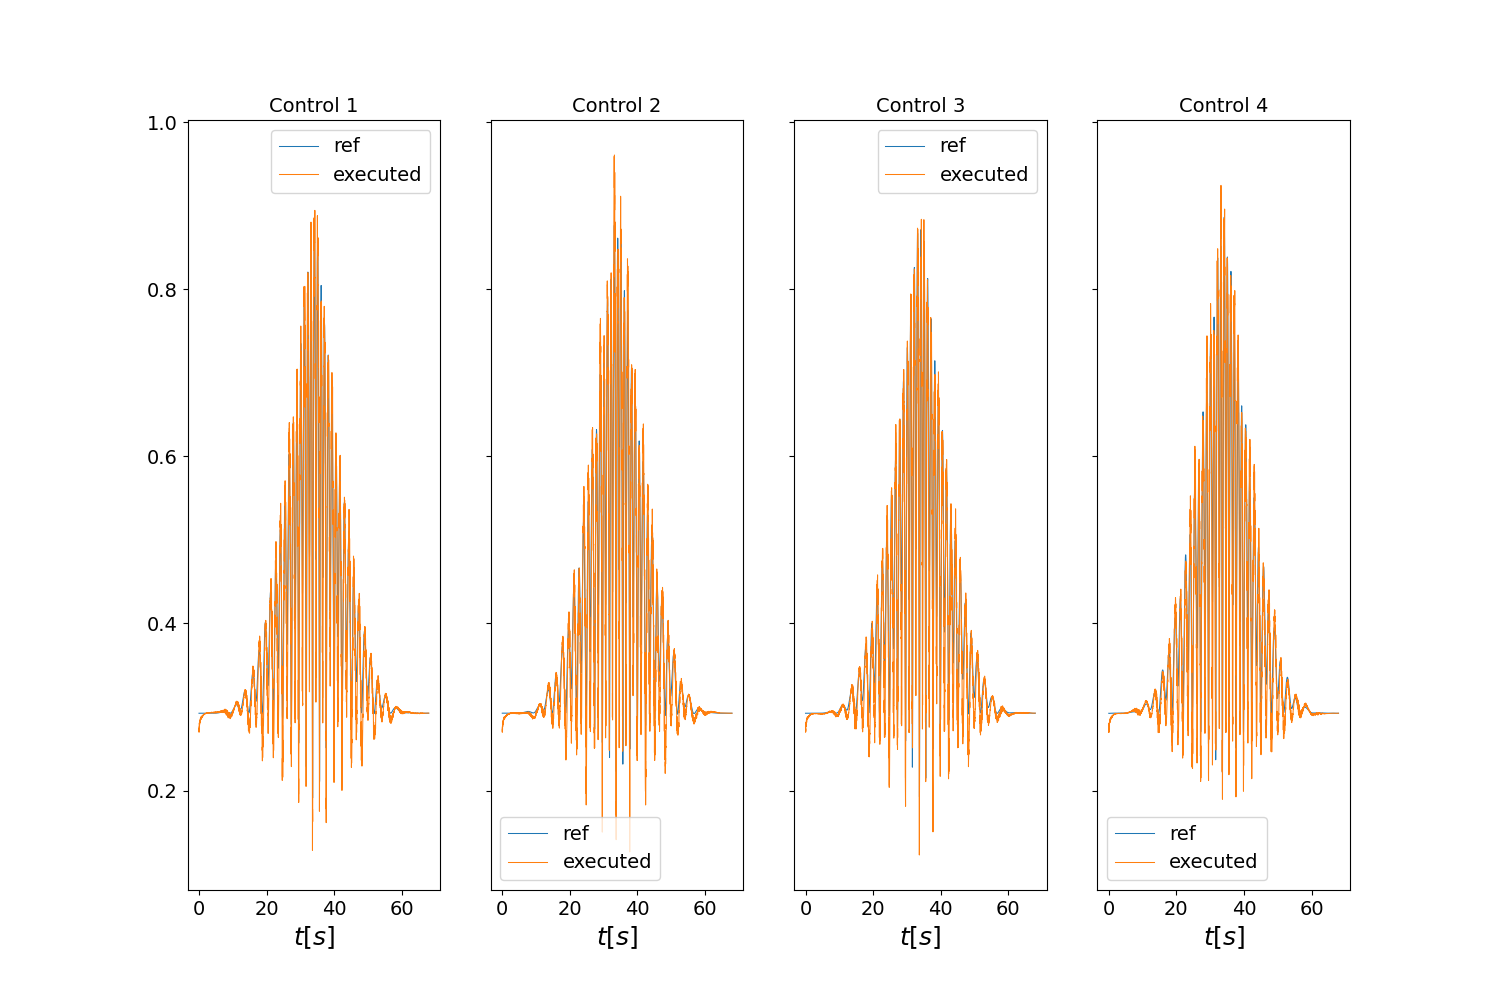 Control 1
Control 2
Control 3
Control 4
1.0
0.8
0.6
0.4
0.2
ref
executed
ref
executed
ref
executed
ref
executed
0 20 40 60
0 20 40 60
0 20 40 60
0 20 40 60
t[s]
t[s]
t[s]
t[s]